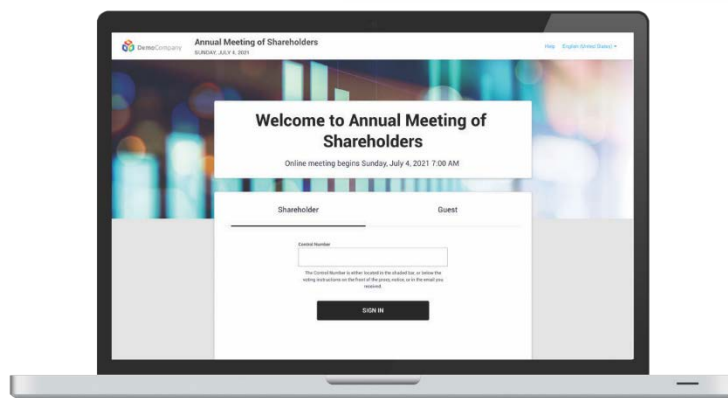 DemoCompany
Annual Meeting of Shareholders
SUNDAY, JULY 4, 2021
Help English (United States)
Welcome to Annual Meeting of
Shareholders
Online meeting begins Sunday, July 4, 2021 7:00 AM
Shareholder Guest
Control Number
The Control Number is either located in the shaded bar, or below the
voting instructions on the front of the proxy, notice, or in the email you
received
SIGN IN